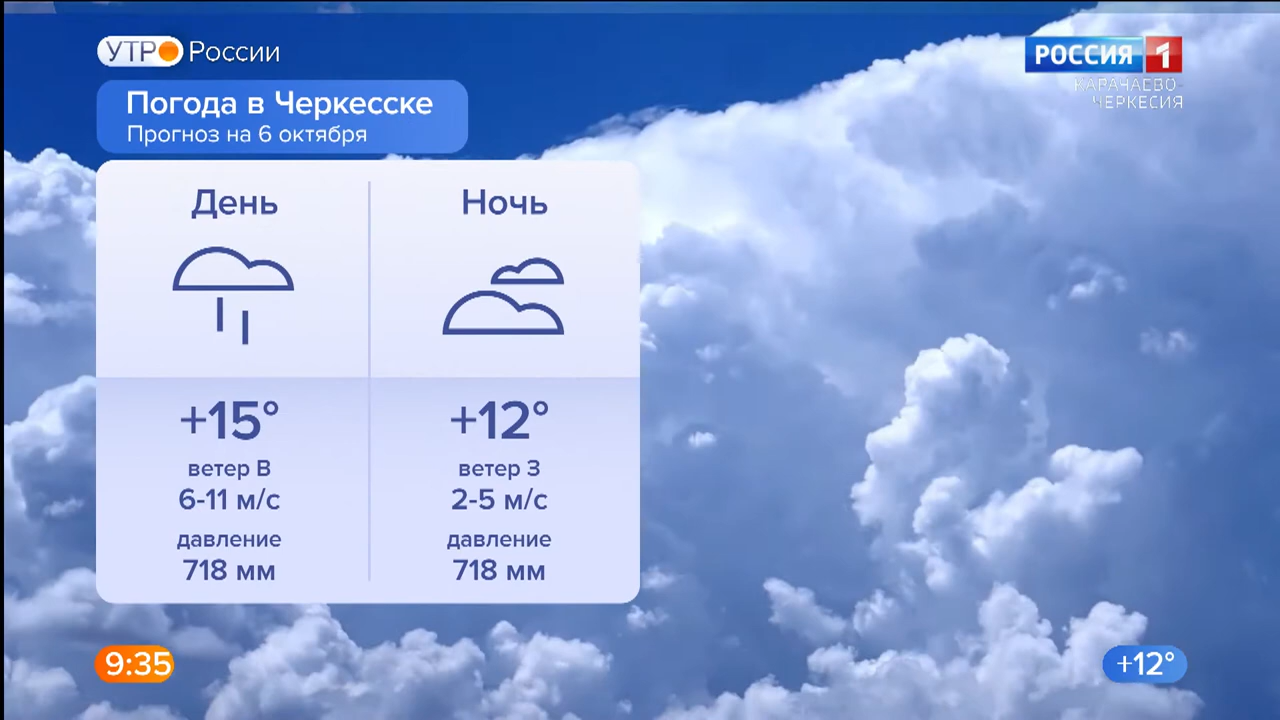 УТРО России
РОССИЯ 1
КАРАЧАЕВО-
ЧЕРКЕСИЯ
Погода в Черкесске
Прогноз на 6 октября
День
Ночь
+15°
+12°
ветер В
ветер З
6-11 м/с
2-5 м/с
давление
давление
718 мм
718 мм
9:35
+12°